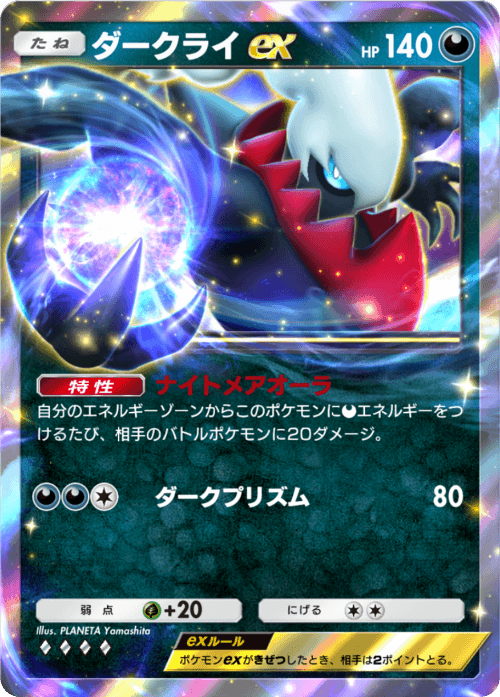 たね ダークライex HP 140
特性 ナイトメアオーラ
自分のエネルギーゾーンからこのポケモンにエネルギーをつ
けるたび、相手のバトルポケモンに20ダメージ。
ダークプリズム 80
弱点 +20 にげる
Illus. PLANETA Yamashita
exルール
ポケモンexがきぜつしたとき、相手は2ポイントとる。